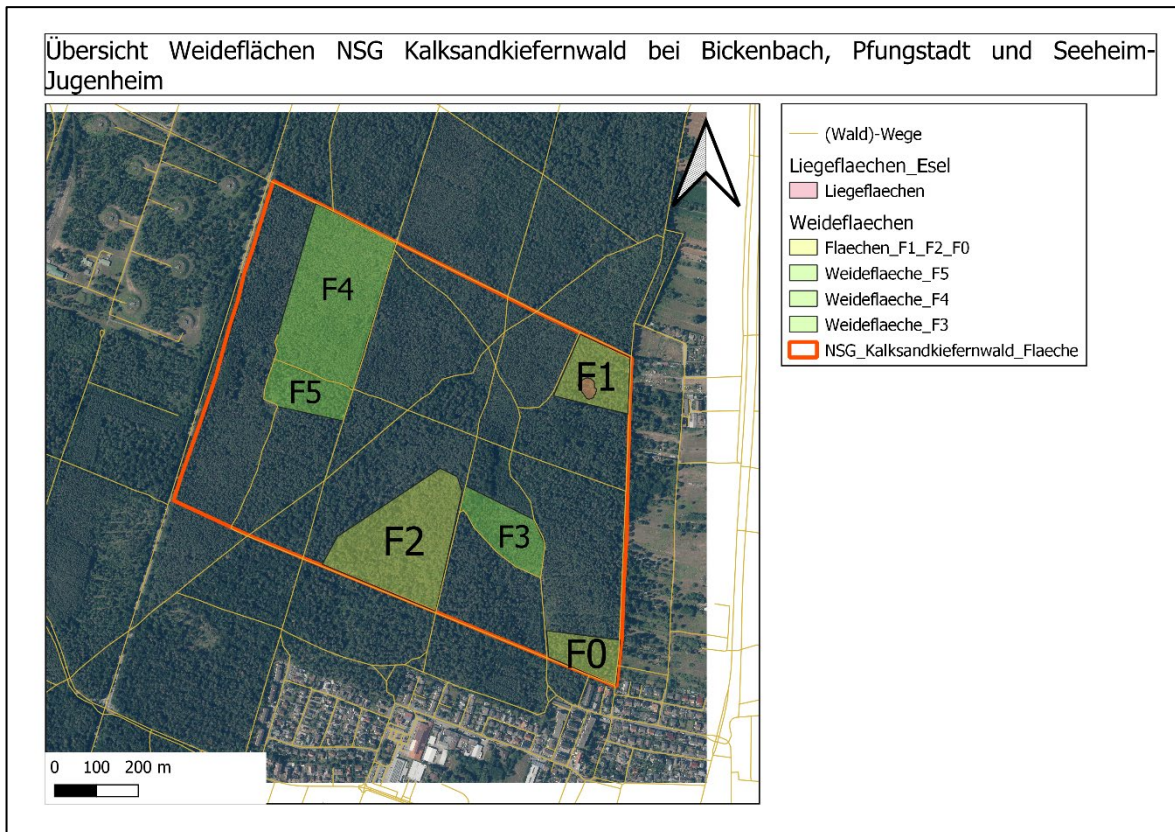 Übersicht Weideflächen NSG Kalksandkiefernwald bei Bickenbach, Pfungstadt und Seeheim-
Jugenheim
(Wald)-Wege
Liegeflaechen_Esel
Liegeflaechen
Weideflaechen
Flaechen_F1_F2_F0
Weideflaeche_F5
Weideflaeche_F4
Weideflaeche_F3
NSG_Kalksandkiefernwald_Flaeche
F4
F1
F5
F2
F3
F0
0 100 200 m